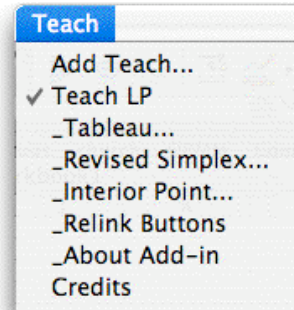 Teach
Add Teach...
✓ Teach LP
_Tableau...
_Revised Simplex...
_Interior Point...
_Relink Buttons
_About Add-in
Credits